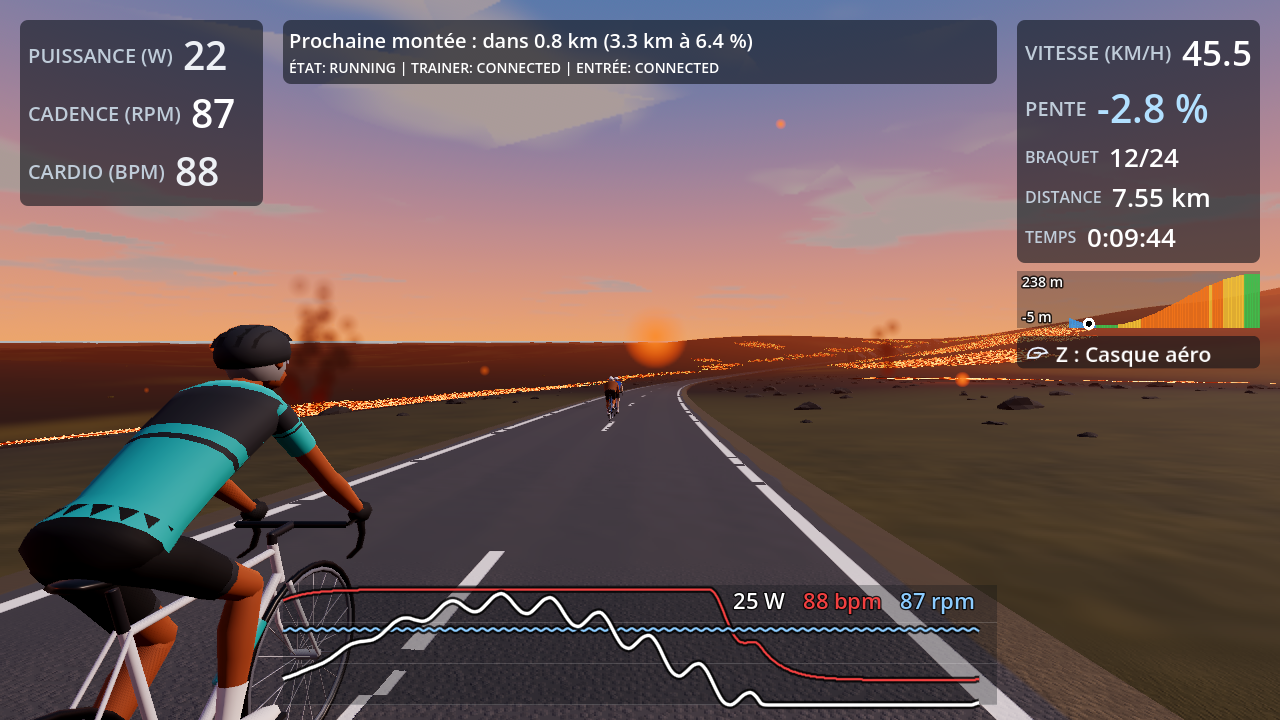 PUISSANCE (W) 22
CADENCE (RPM) 87
CARDIO (BPM) 88
Prochaine montée : dans 0.8 km (3.3 km à 6.4 %)
ÉTAT: RUNNING | TRAINER: CONNECTED | ENTRÉE: CONNECTED
VITESSE (KM/H) 45.5
PENTE -2.8 %
BRAQUET 12/24
DISTANCE 7.55 km
TEMPS 0:09:44
238 m
-5 m
Z : Casque aéro
25 W 88 bpm 87 rpm